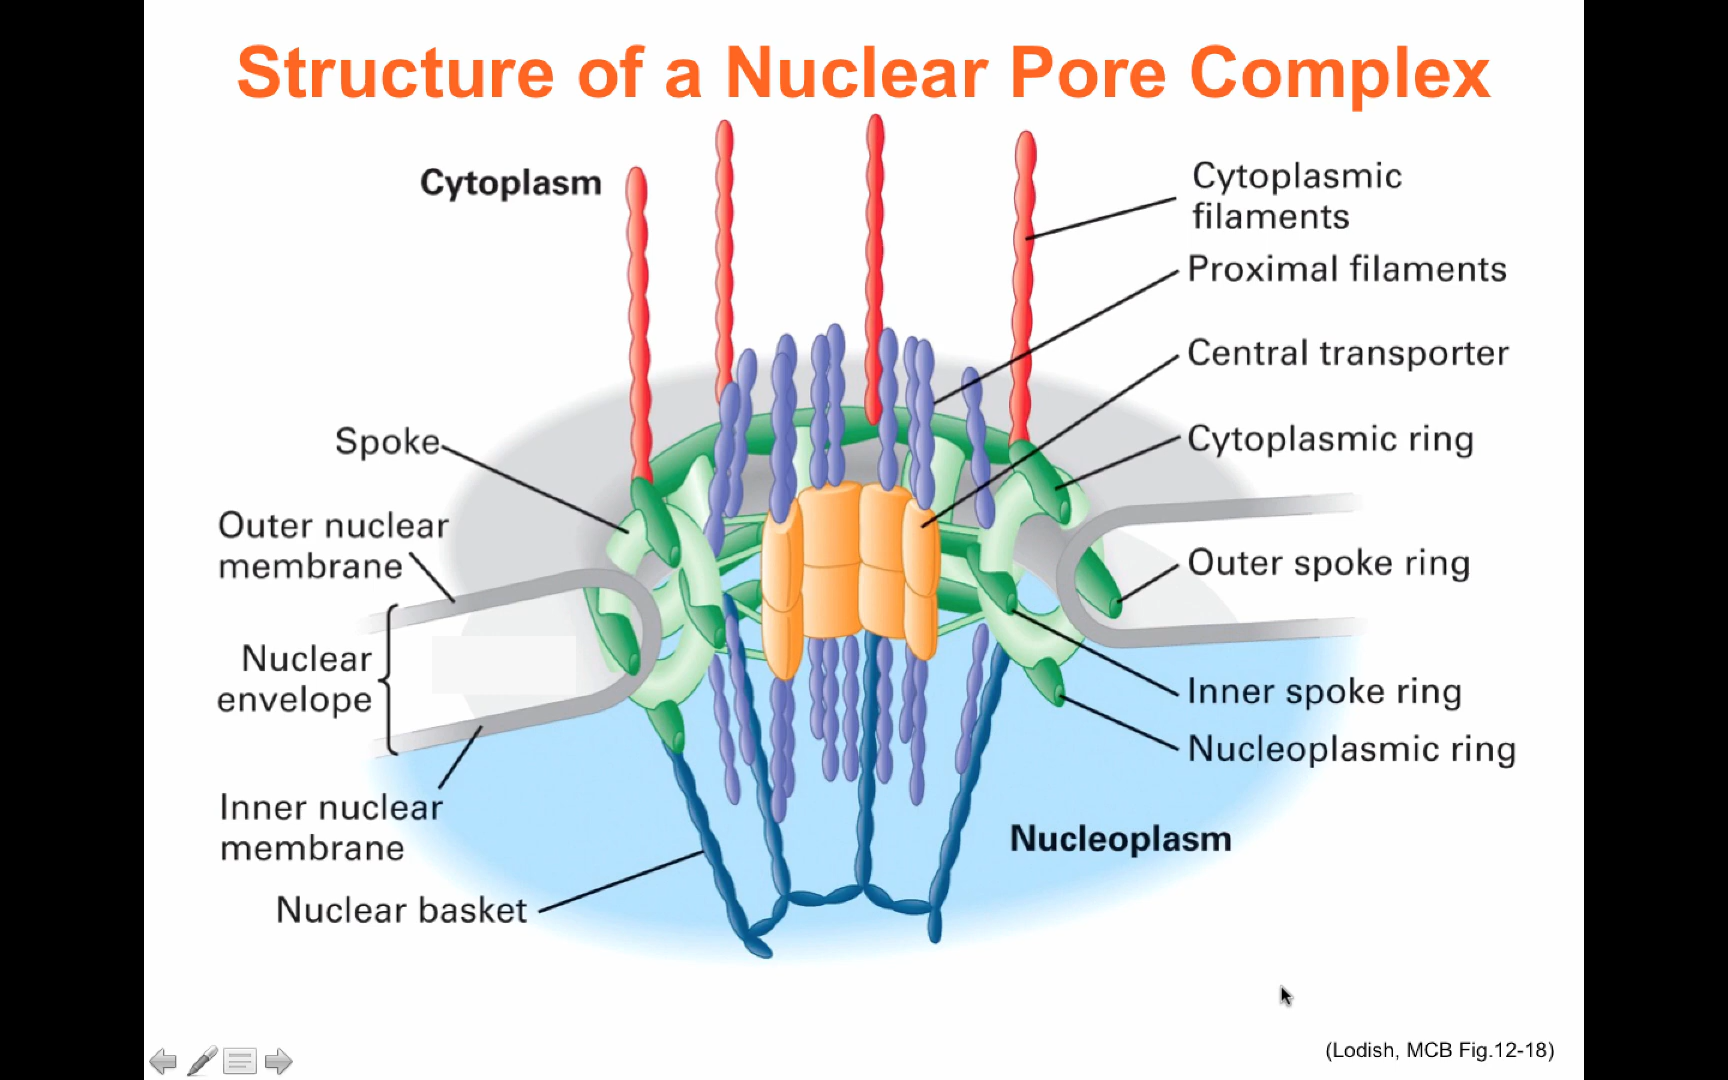 Structure of a Nuclear Pore Complex
Cytoplasm
Cytoplasmic
filaments
Proximal filaments
Central transporter
Cytoplasmic ring
Spoke
Outer nuclear
membrane
Outer spoke ring
Nuclear
envelope
Inner spoke ring
Nucleoplasmic ring
Inner nuclear
membrane
Nucleoplasm
Nuclear basket
(Lodish, MCB Fig.12-18)